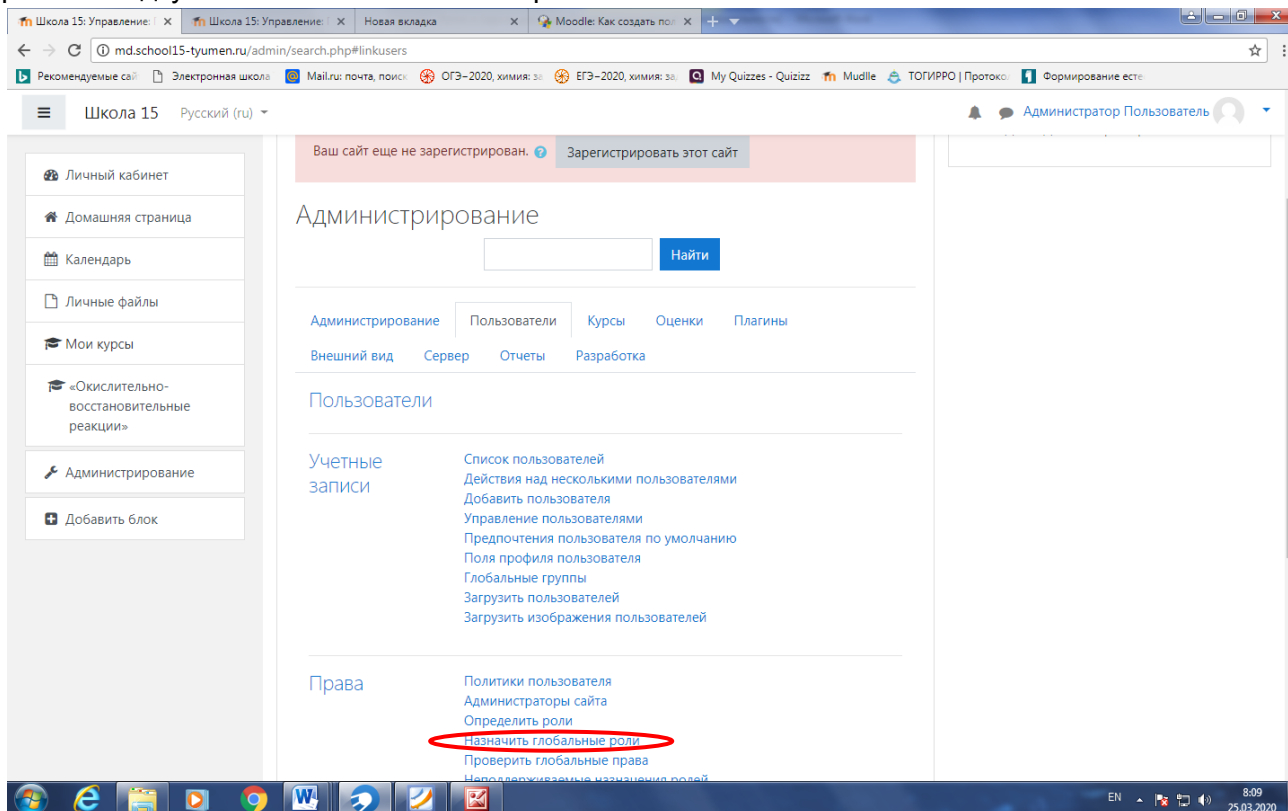 Школа 15: Управление:
Школа 15: Управление:
Новая вкладка
Moodle: Как создать пол
md.school15-tyumen.ru/admin/search.php#linkusers
Рекомендуемые сай
Электронная школа
Mail.ru: почта, поиск
ОГЭ–2020, химия: за
ЕГЭ–2020, химия: за
My Quizzes - Quizizz
Mudlle
ТОГИРРО | Протокол
Формирование есте
Школа 15
Русский (ru)
Администратор Пользователь
Ваш сайт еще не зарегистрирован.
Зарегистрировать этот сайт
Личный кабинет
Домашняя страница
Календарь
Личные файлы
Мои курсы
«Окислительно-
восстановительные
реакции»
Администрирование
Добавить блок
Администрирование
Найти
Администрирование Пользователи Курсы Оценки Плагины
Внешний вид Сервер Отчеты Разработка
Пользователи
Учетные
записи
Список пользователей
Действия над несколькими пользователями
Добавить пользователя
Управление пользователями
Предпочтения пользователя по умолчанию
Поля профиля пользователя
Глобальные группы
Загрузить пользователей
Загрузить изображения пользователей
Права
Политики пользователя
Администраторы сайта
Определить роли
Назначить глобальные роли
Проверить глобальные права
Неподдерживаемые назначения ролей
EN
8:09
25.03.2020